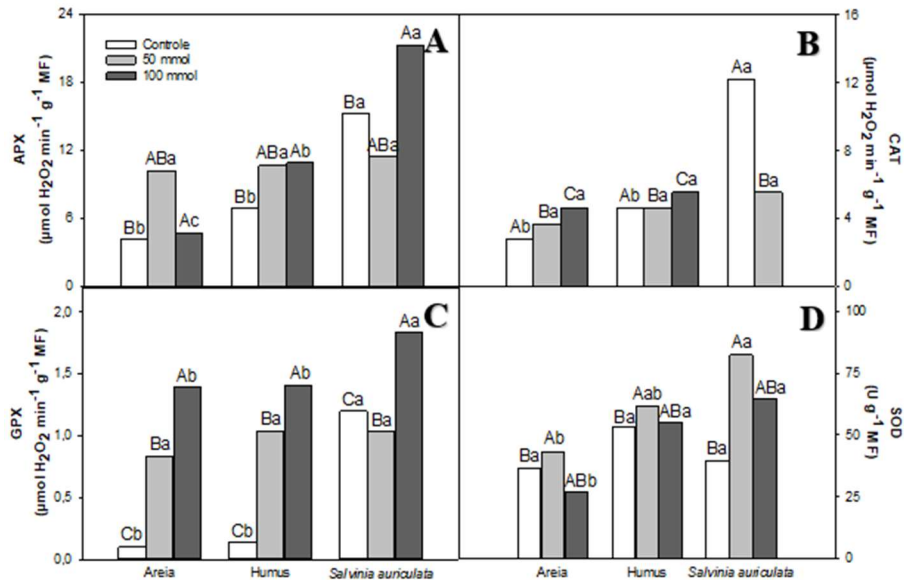 A
Controle
50 mmol
100 mmol
24
18
12
6
0
APX
(µmol H₂O₂ min⁻¹ g⁻¹ MF)
Bb ABa Ac
Bb ABa Ab
Ba ABa Aa
B
16
12
8
4
0
CAT
(µmol H₂O₂ min⁻¹ g⁻¹ MF)
Ab Ba Ca
Ab Ba Ca
Aa Ba
C
2,0
1,5
1,0
0,5
0,0
GPX
(µmol H₂O₂ min⁻¹ g⁻¹ MF)
Cb Ba Ab
Cb Ba Ab
Ca Ba Aa
Areia Humus Salvinia auriculata
D
100
75
50
25
0
SOD
(U g⁻¹ MF)
Ba Ab ABb
Ba Aab ABa
Ba Aa ABa
Areia Humus Salvinia auriculata